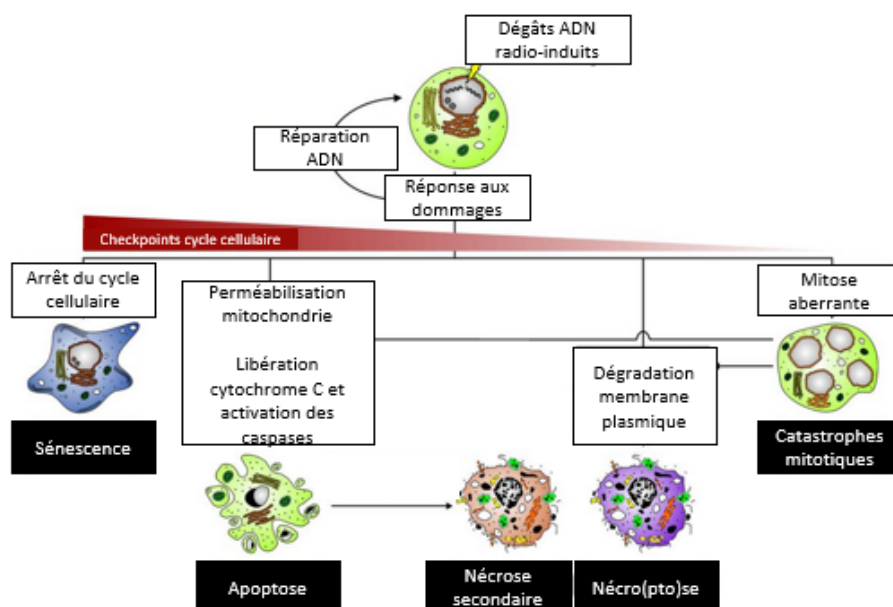 Dégâts ADN
radio-induits
Réparation
ADN
Réponse aux
dommages
Checkpoints cycle cellulaire
Arrêt du cycle
cellulaire
Perméabilisation
mitochondrie
Libération
cytochrome C et
activation des
caspases
Dégradation
membrane
plasmique
Mitose
aberrante
Sénescence
Catastrophes
mitotiques
Apoptose
Nécrose
secondaire
Nécro(pto)se